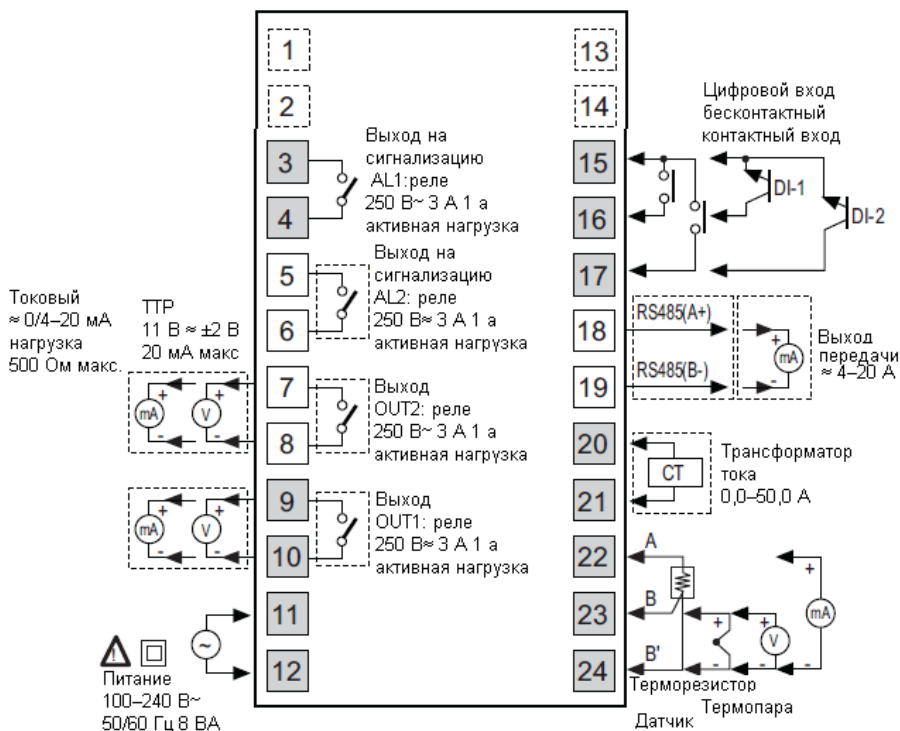 1
2
3
4
5
6
7
8
9
10
11
12
13
14
15
16
17
18
19
20
21
22
23
24
Выход на
сигнализацию
AL1:реле
250 В~ 3 А 1 а
активная нагрузка
Выход на
сигнализацию
AL2: реле
250 В~ 3 А 1 а
активная нагрузка
Выход
OUT2: реле
250 В~ 3 А 1 а
активная нагрузка
Выход
OUT1: реле
250 В~ 3 А 1 а
активная нагрузка
Токовый
≈ 0/4–20 мА
нагрузка
500 Ом макс.
ТТР
11 В ≈ ±2 В
20 мА макс
mA
+
-
V
+
-
mA
+
-
V
+
-
~
!
Питание
100–240 В~
50/60 Гц 8 ВА
Цифровой вход
бесконтактный
контактный вход
DI-1
DI-2
RS485(A+)
RS485(B-)
+
mA
-
Выход
передачи
≈ 4–20 А
CT
Трансформатор
тока
0,0–50,0 А
A
B
B'
+
-
+
V
-
+
mA
-
Терморезистор
Термопара
Датчик